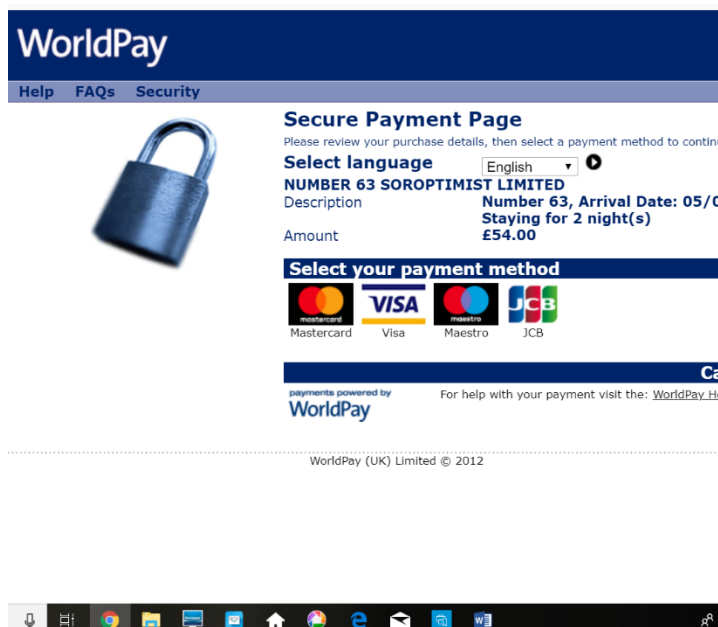 WorldPay
Help FAQs Security
Secure Payment Page
Please review your purchase details, then select a payment method to
Select language English
NUMBER 63 SOROPTIMIST LIMITED
Description Number 63, Arrival Date: 05/
Staying for 2 night(s)
Amount £54.00
Select your payment method
mastercard VISA maestro JCB
Mastercard Visa Maestro JCB
payments powered by
WorldPay
For help with your payment visit the: WorldPay
WorldPay (UK) Limited © 2012